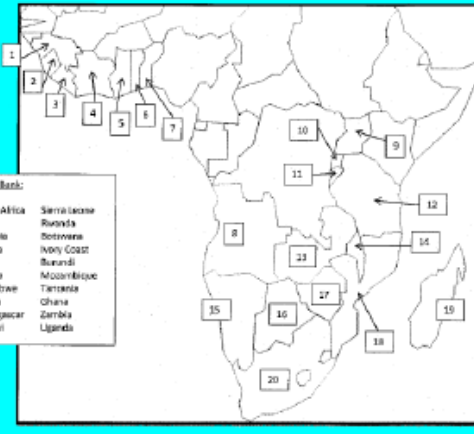 1
2
3
4
5
6
7
8
9
10
11
12
13
14
15
16
17
18
19
20
Bank:
Africa Sierra Leone
Rwanda
Botswana
Ivory Coast
Burundi
Mozambique
Tanzania
Ghana
Zambia
Uganda